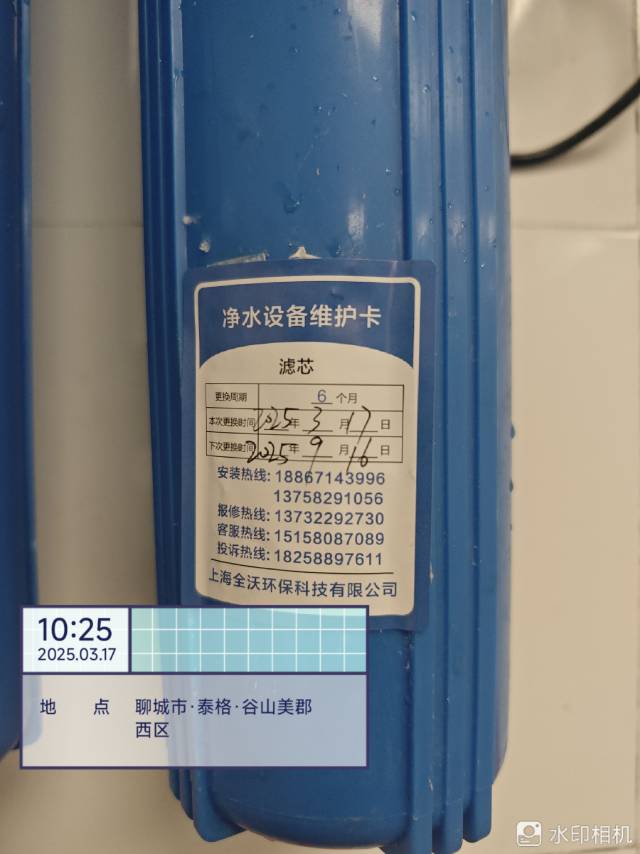 净水设备维护卡
滤芯
更换周期 6 个月
本次更换时间 2025 年 3 月 17 日
下次更换时间 2025 年 9 月 16 日
安装热线: 18867143996
13758291056
报修热线: 13732292730
客服热线: 15158087089
投诉热线: 18258897611
上海全沃环保科技有限公司
10:25
2025.03.17
地 点 聊城市·泰格·谷山美郡
西区
水印相机